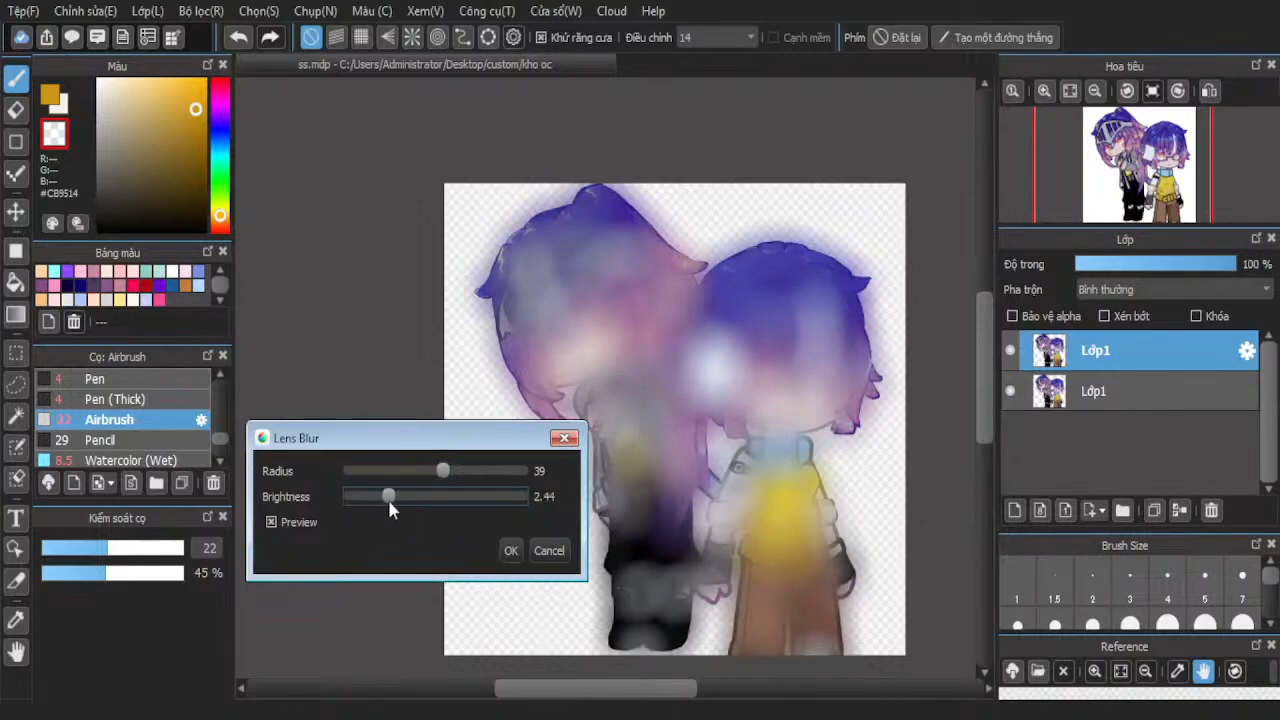 Tệp(F) Chỉnh sửa(E) Lớp(L) Bộ lọc(R) Chọn(S) Chụp(N) Màu (C) Xem(V) Công cụ(T) Cửa sổ(W) Cloud Help
Khử răng cưa Điều chỉnh 14 Cạnh mềm Phím Đặt lại Tạo một đường thẳng
ss.mdp - C:/Users/Administrator/Desktop/custom/kho oc
Màu
R:---
G:---
B:---
#CB9514
Bảng màu
---
Cọ: Airbrush
4 Pen
4 Pen (Thick)
22 Airbrush
29 Pencil
8.5 Watercolor (Wet)
Kiểm soát cọ
22
45 %
Lens Blur
Radius 39
Brightness 2.44
Preview
OK Cancel
Hoa tiêu
Lớp
Độ trong 100 %
Pha trộn Bình thường
Bảo vệ alpha Xén bớt Khóa
Lớp1
Lớp1
Brush Size
1 1.5 2 3 4 5 7
Reference